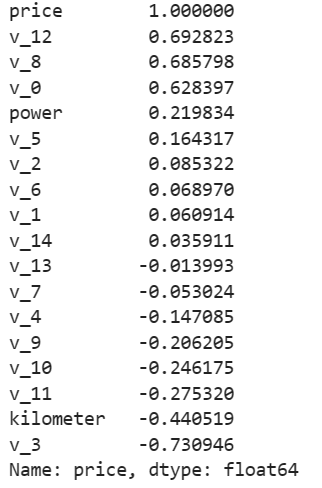 price 1.000000
v_12 0.692823
v_8 0.685798
v_0 0.628397
power 0.219834
v_5 0.164317
v_2 0.085322
v_6 0.068970
v_1 0.060914
v_14 0.035911
v_13 -0.013993
v_7 -0.053024
v_4 -0.147085
v_9 -0.206205
v_10 -0.246175
v_11 -0.275320
kilometer -0.440519
v_3 -0.730946
Name: price, dtype: float64